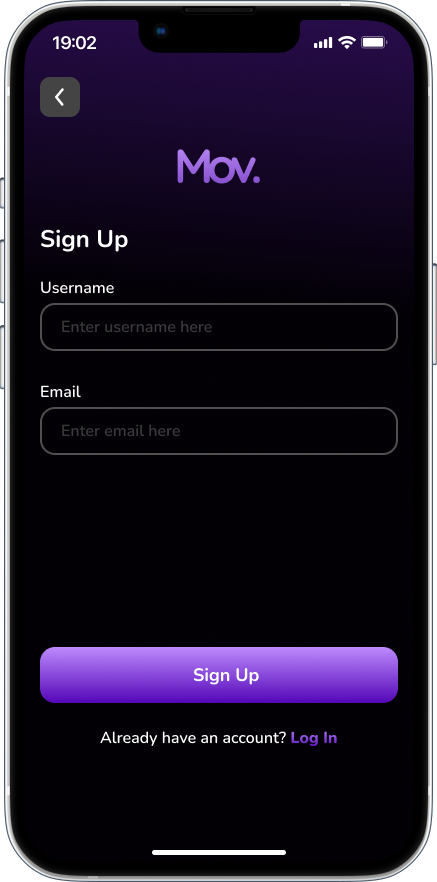 19:02
Mov.
Sign Up
Username
Enter username here
Email
Enter email here
Sign Up
Already have an account? Log In